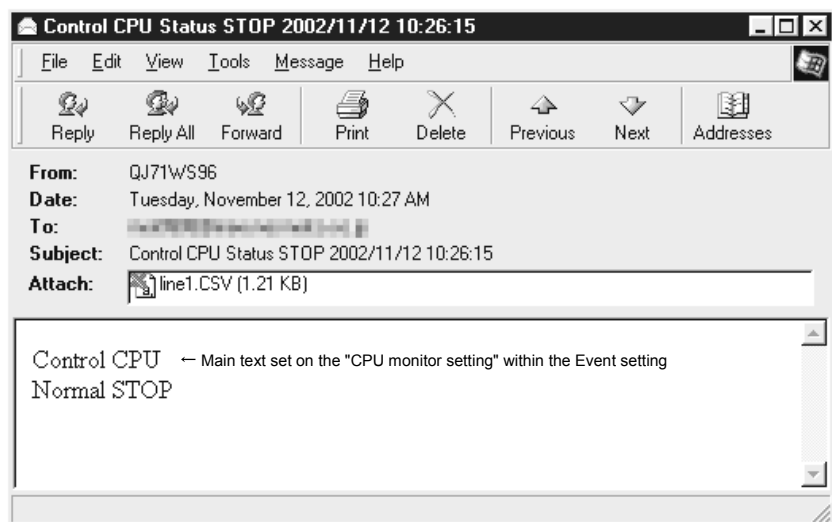 Control CPU Status STOP 2002/11/12 10:26:15
File Edit View Tools Message Help
Reply Reply All Forward Print Delete Previous Next Addresses
From: QJ71WS96
Date: Tuesday, November 12, 2002 10:27 AM
To:
Subject: Control CPU Status STOP 2002/11/12 10:26:15
Attach: line1.CSV (1.21 KB)
Control CPU ← Main text set on the "CPU monitor setting" within the Event setting
Normal STOP